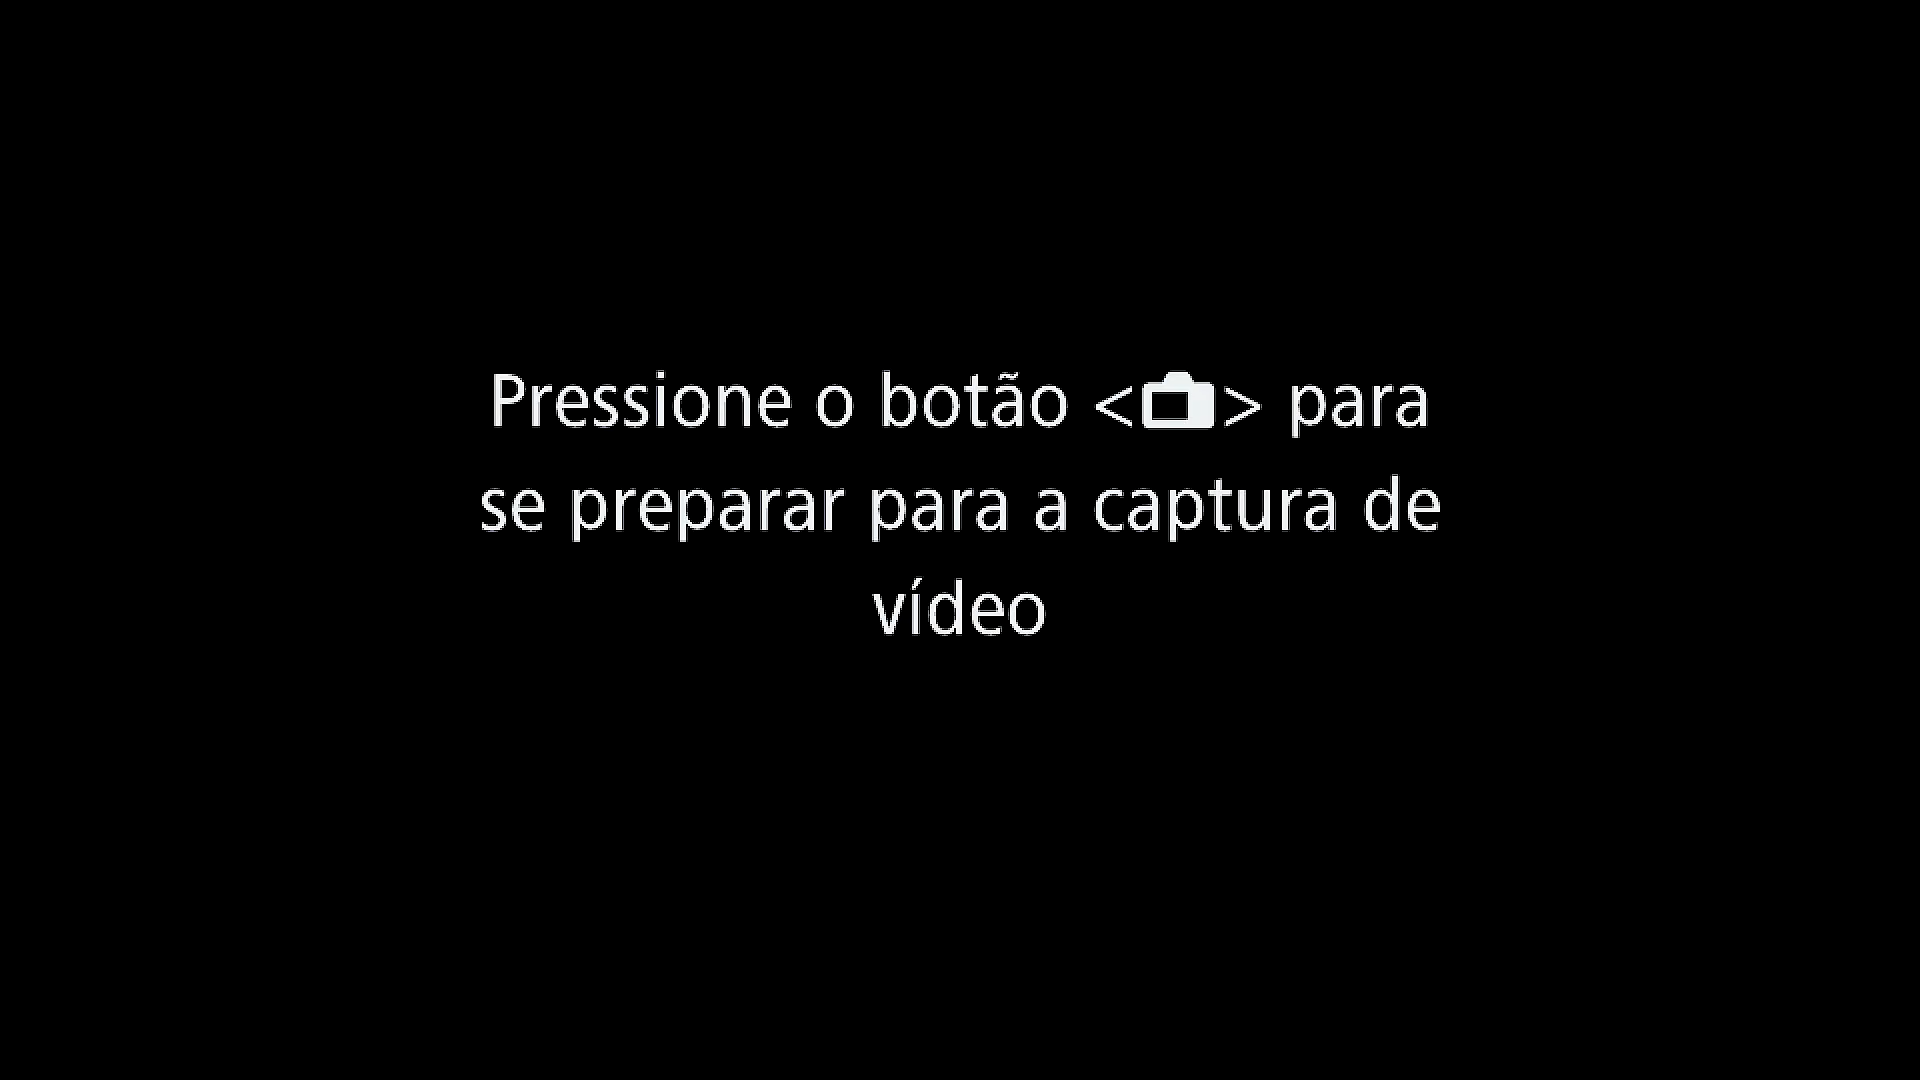 Pressione o botão <📷> para
se preparar para a captura de
vídeo